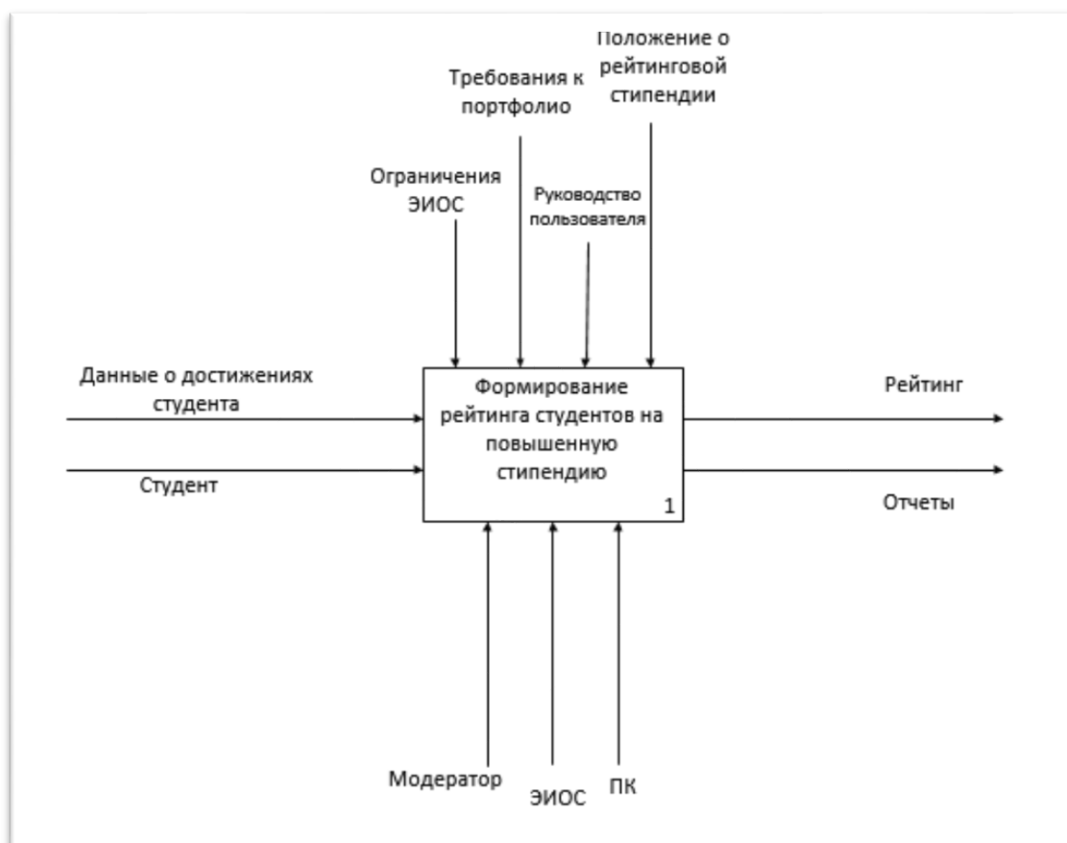 Положение о
рейтинговой
стипендии
Требования к
портфолио
Ограничения
ЭИОС
Руководство
пользователя
Данные о достижениях
студента
Студент
Формирование
рейтинга студентов на
повышенную
стипендию
1
Рейтинг
Отчеты
Модератор
ЭИОС
ПК